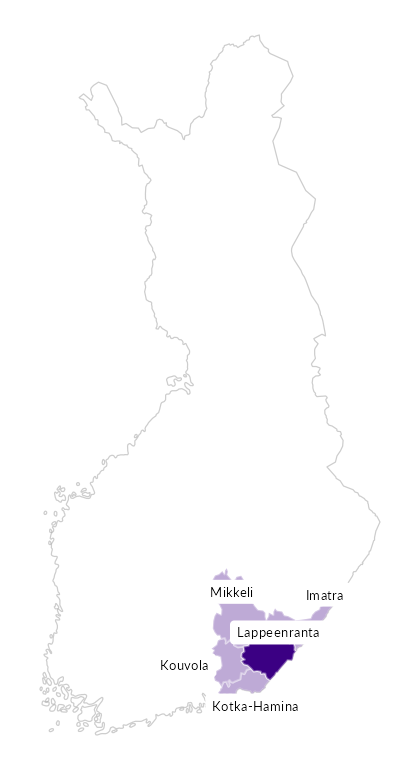 Mikkeli
Imatra
Lappeenranta
Kouvola
Kotka-Hamina